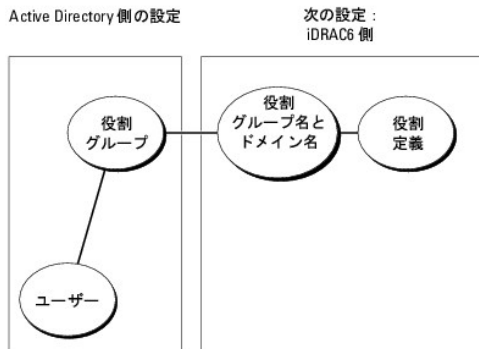 Active Directory 側の設定
次の設定：
iDRAC6 側
役割
グループ
役割
グループ名と
ドメイン名
役割
定義
ユーザー